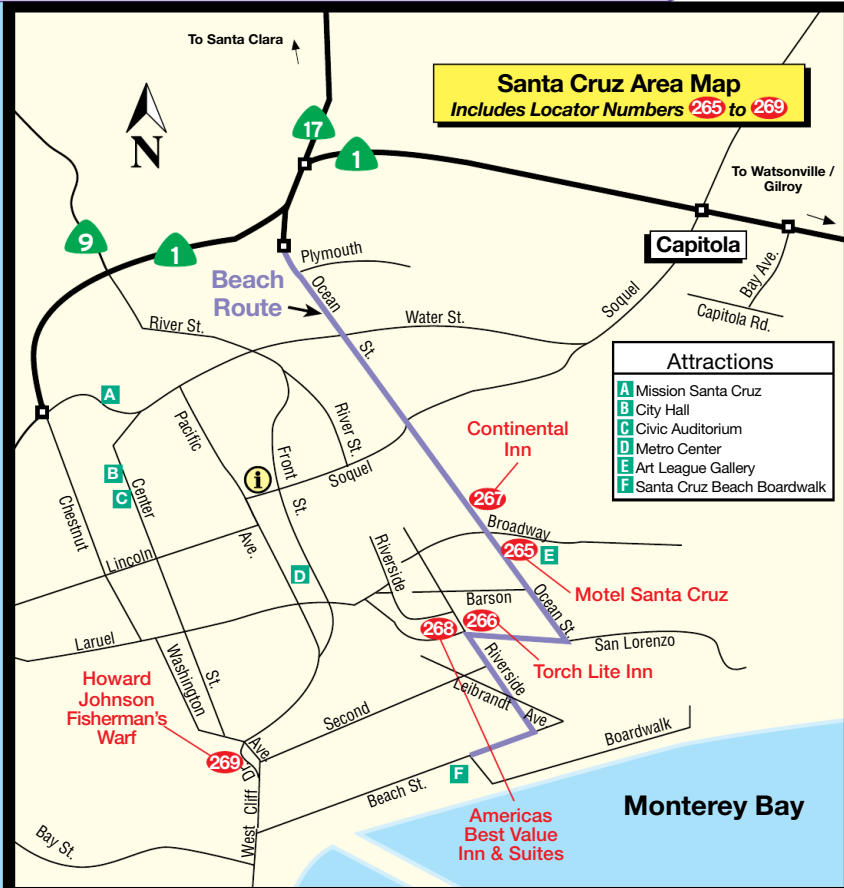 To Santa Clara
Santa Cruz Area Map
Includes Locator Numbers 265 to 269
N
17
1
To Watsonville /
Gilroy
9
1
Capitola
Plymouth
Beach
Route
Ocean
St.
Soquel
Bay Ave.
Capitola Rd.
River St.
Water St.
Attractions
A Mission Santa Cruz
B City Hall
C Civic Auditorium
D Metro Center
E Art League Gallery
F Santa Cruz Beach Boardwalk
A
Pacific
Ave.
River St.
Front
St.
Continental
Inn
B
C
Center
St.
i
Soquel
267
Chestnut
Broadway
265
E
Lincoln
Riverside
D
Motel Santa Cruz
Barson
Ocean St.
266
268
Laruel
San Lorenzo
Torch Lite Inn
Washington
Riverside
Ave
Howard
Johnson
Fisherman's
Warf
Leibrandt
Second
Boardwalk
269
Ave.
Dr.
F
Beach St.
West Cliff
Monterey Bay
Americas
Best Value
Inn & Suites
Bay St.